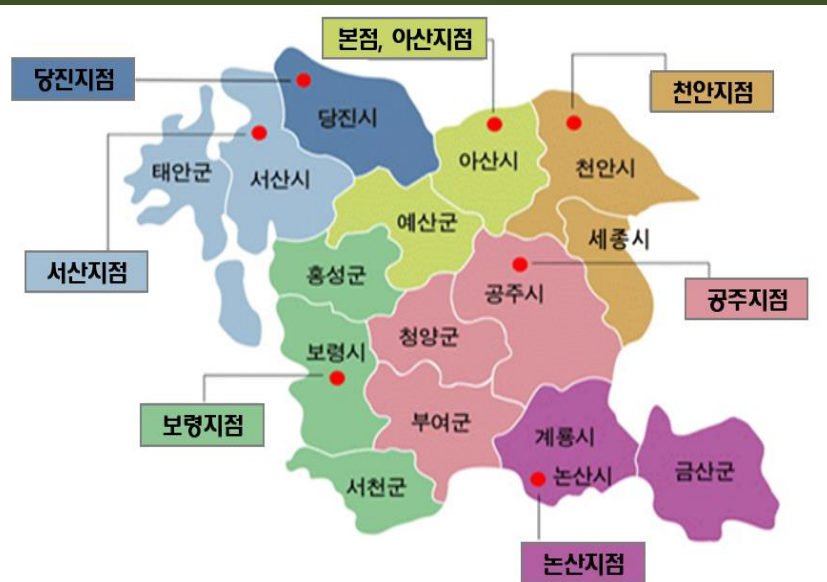 본점, 아산지점
당진지점
천안지점
당진시
아산시
천안시
태안군
서산시
예산군
세종시
서산지점
홍성군
공주시
공주지점
청양군
보령시
보령지점
부여군
계룡시
논산시
금산군
서천군
논산지점